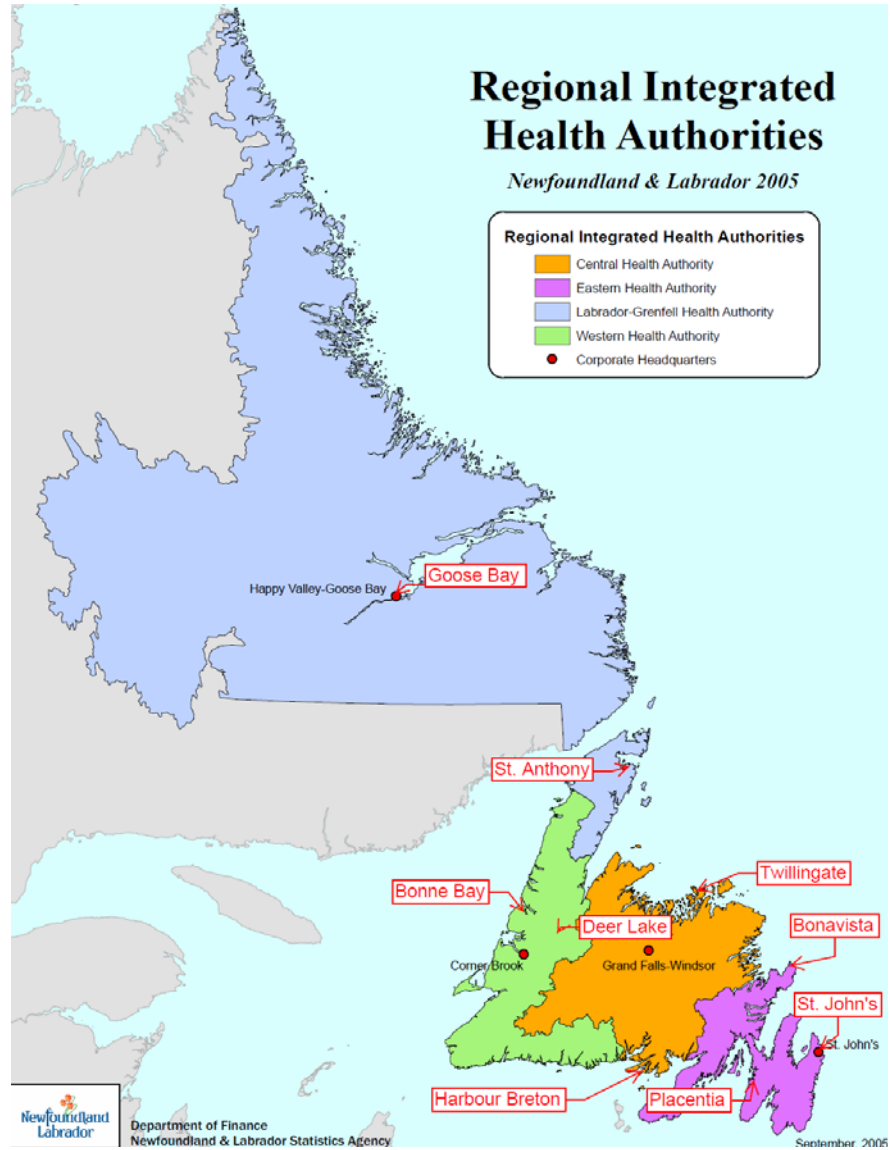 Regional Integrated
Health Authorities
Newfoundland & Labrador 2005
Regional Integrated Health Authorities
Central Health Authority
Eastern Health Authority
Labrador-Grenfell Health Authority
Western Health Authority
Corporate Headquarters
Goose Bay
Happy Valley-Goose Bay
St. Anthony
Twillingate
Bonne Bay
Deer Lake
Bonavista
Corner Brook
Grand Falls-Windsor
St. John's
St. John's
Harbour Breton
Placentia
Newfoundland
Labrador
Department of Finance
Newfoundland & Labrador Statistics Agency
September, 2005